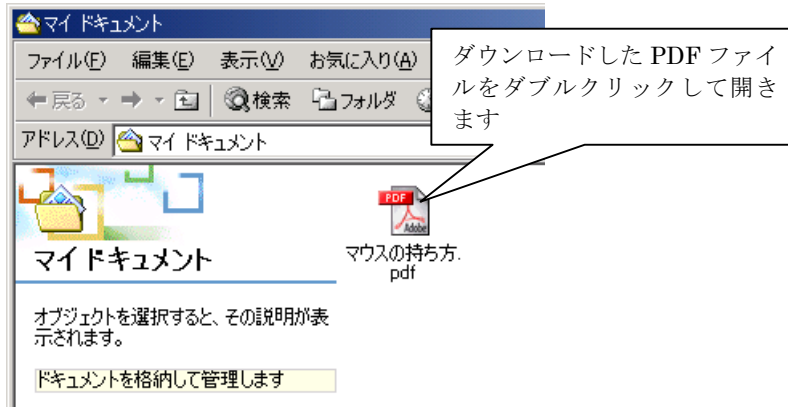 マイ ドキュメント
ファイル(F) 編集(E) 表示(V) お気に入り(A)
ダウンロードした PDF ファイ
ルをダブルクリックして開き
ます
戻る 検索 フォルダ
アドレス(D) マイ ドキュメント
PDF
Adobe
マウスの持ち方.
pdf
マイ ドキュメント
オブジェクトを選択すると、その説明が表
示されます。
ドキュメントを格納して管理します